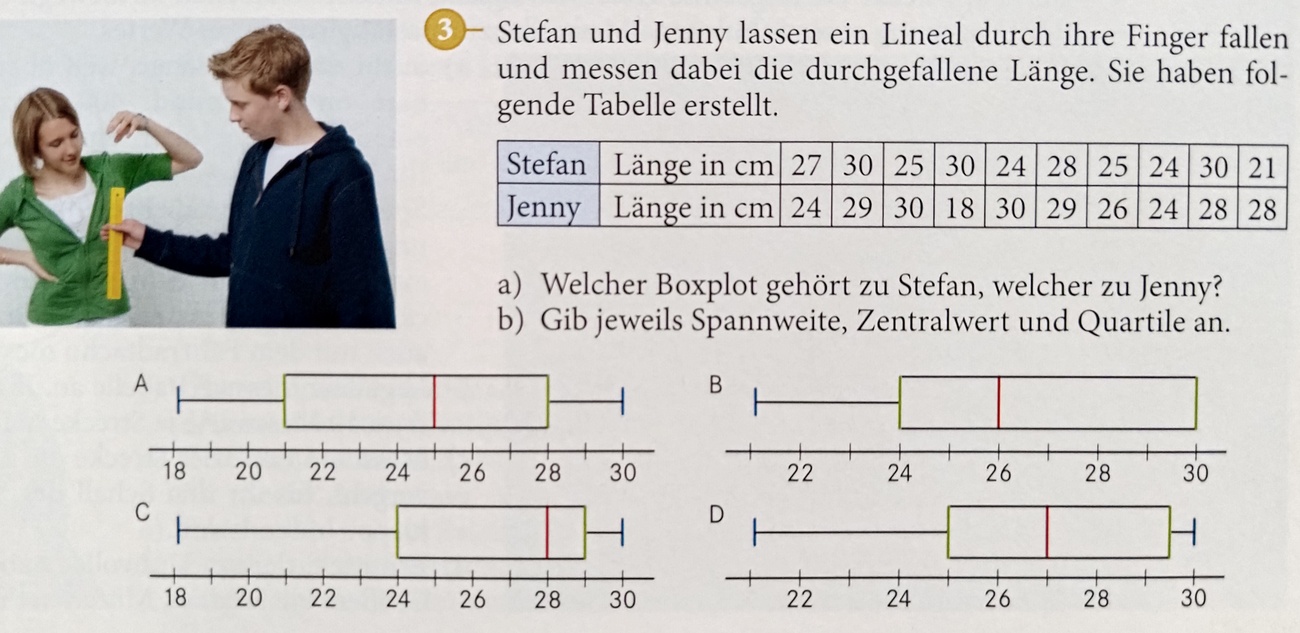 3 Stefan und Jenny lassen ein Lineal durch ihre Finger fallen
und messen dabei die durchgefallene Länge. Sie haben fol-
gende Tabelle erstellt.
Stefan Länge in cm 27 30 25 30 24 28 25 24 30 21
Jenny Länge in cm 24 29 30 18 30 29 26 24 28 28
a) Welcher Boxplot gehört zu Stefan, welcher zu Jenny?
b) Gib jeweils Spannweite, Zentralwert und Quartile an.
A
18 20 22 24 26 28 30
B
22 24 26 28 30
C
18 20 22 24 26 28 30
D
22 24 26 28 30